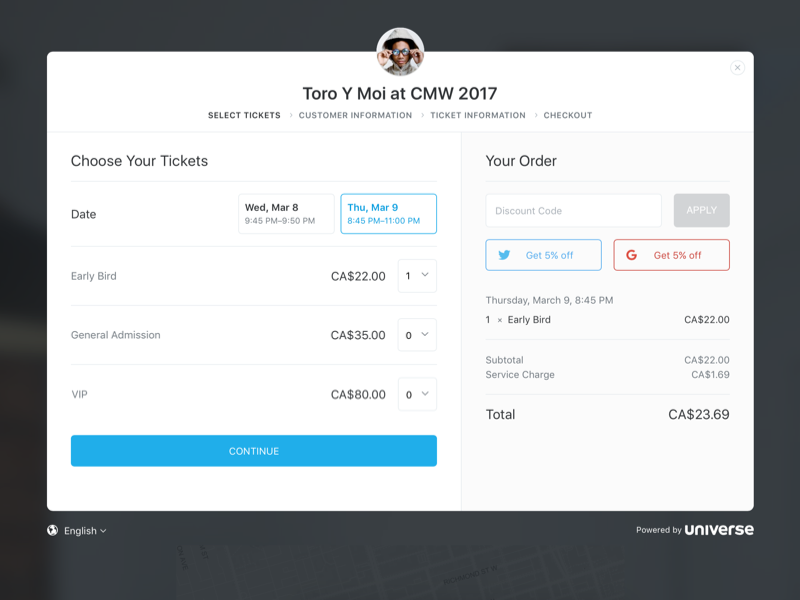 Toro Y Moi at CMW 2017
SELECT TICKETS > CUSTOMER INFORMATION > TICKET INFORMATION > CHECKOUT
Choose Your Tickets
Date
Wed, Mar 8
9:45 PM–9:50 PM
Thu, Mar 9
8:45 PM–11:00 PM
Early Bird CA$22.00 1
General Admission CA$35.00 0
VIP CA$80.00 0
CONTINUE
Your Order
Discount Code APPLY
Get 5% off Get 5% off
Thursday, March 9, 8:45 PM
1 × Early Bird CA$22.00
Subtotal CA$22.00
Service Charge CA$1.69
Total CA$23.69
English
Powered by universe